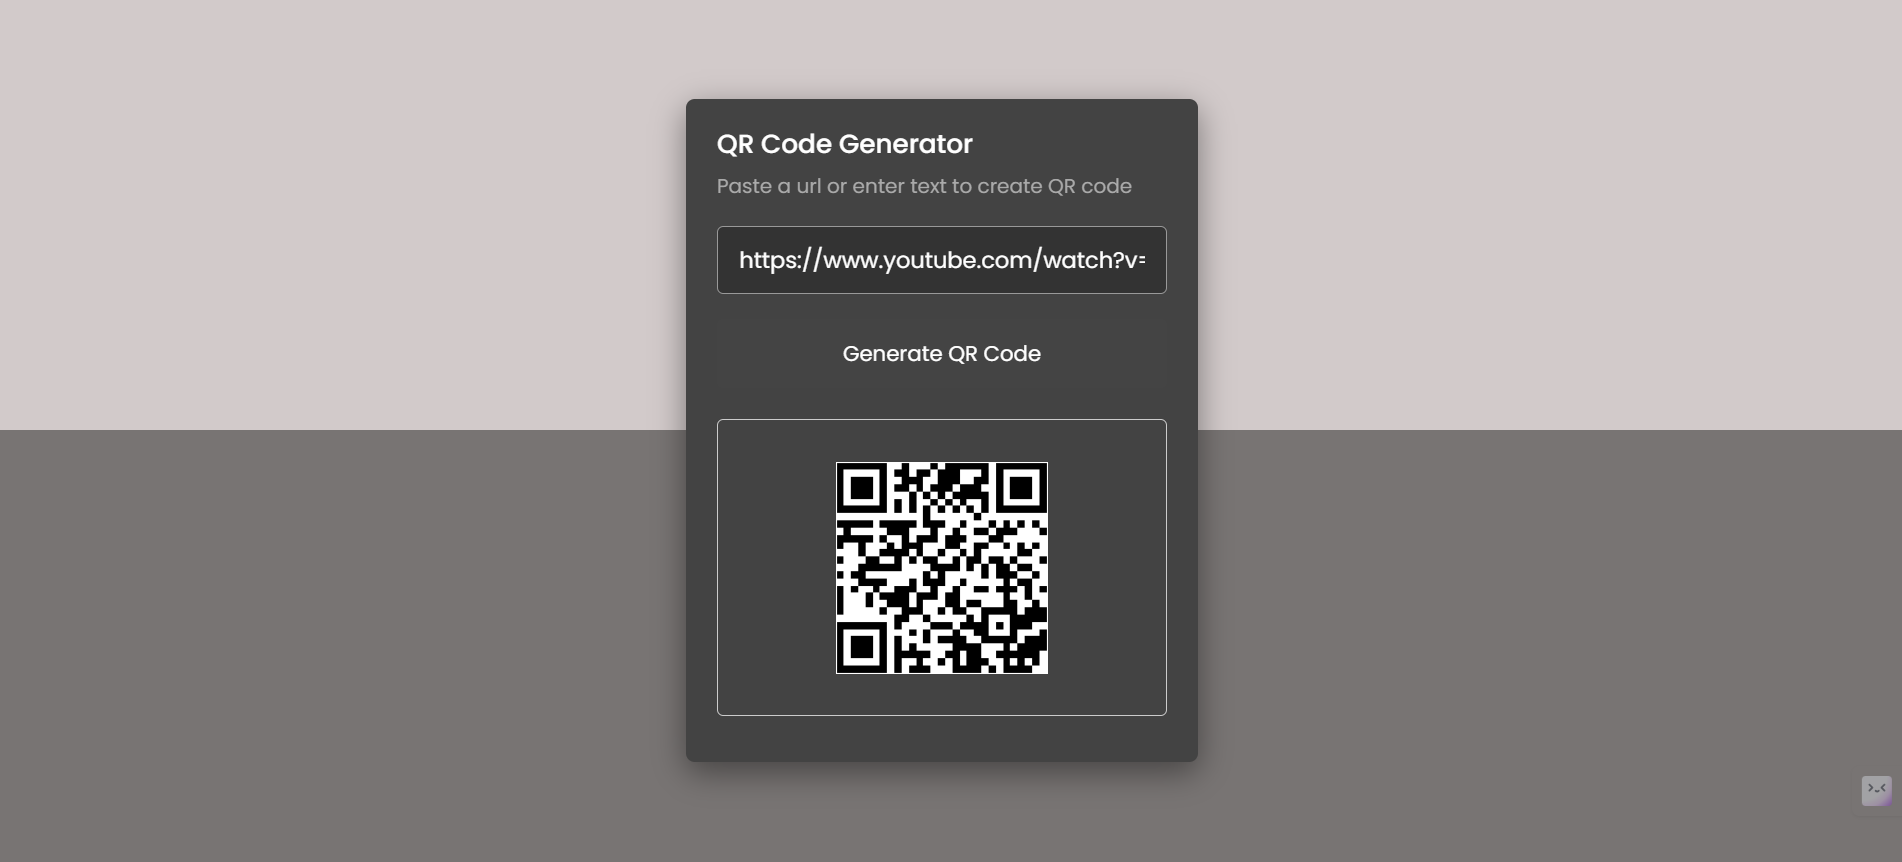 QR Code Generator
Paste a url or enter text to create QR code
https://www.youtube.com/watch?v=
Generate QR Code